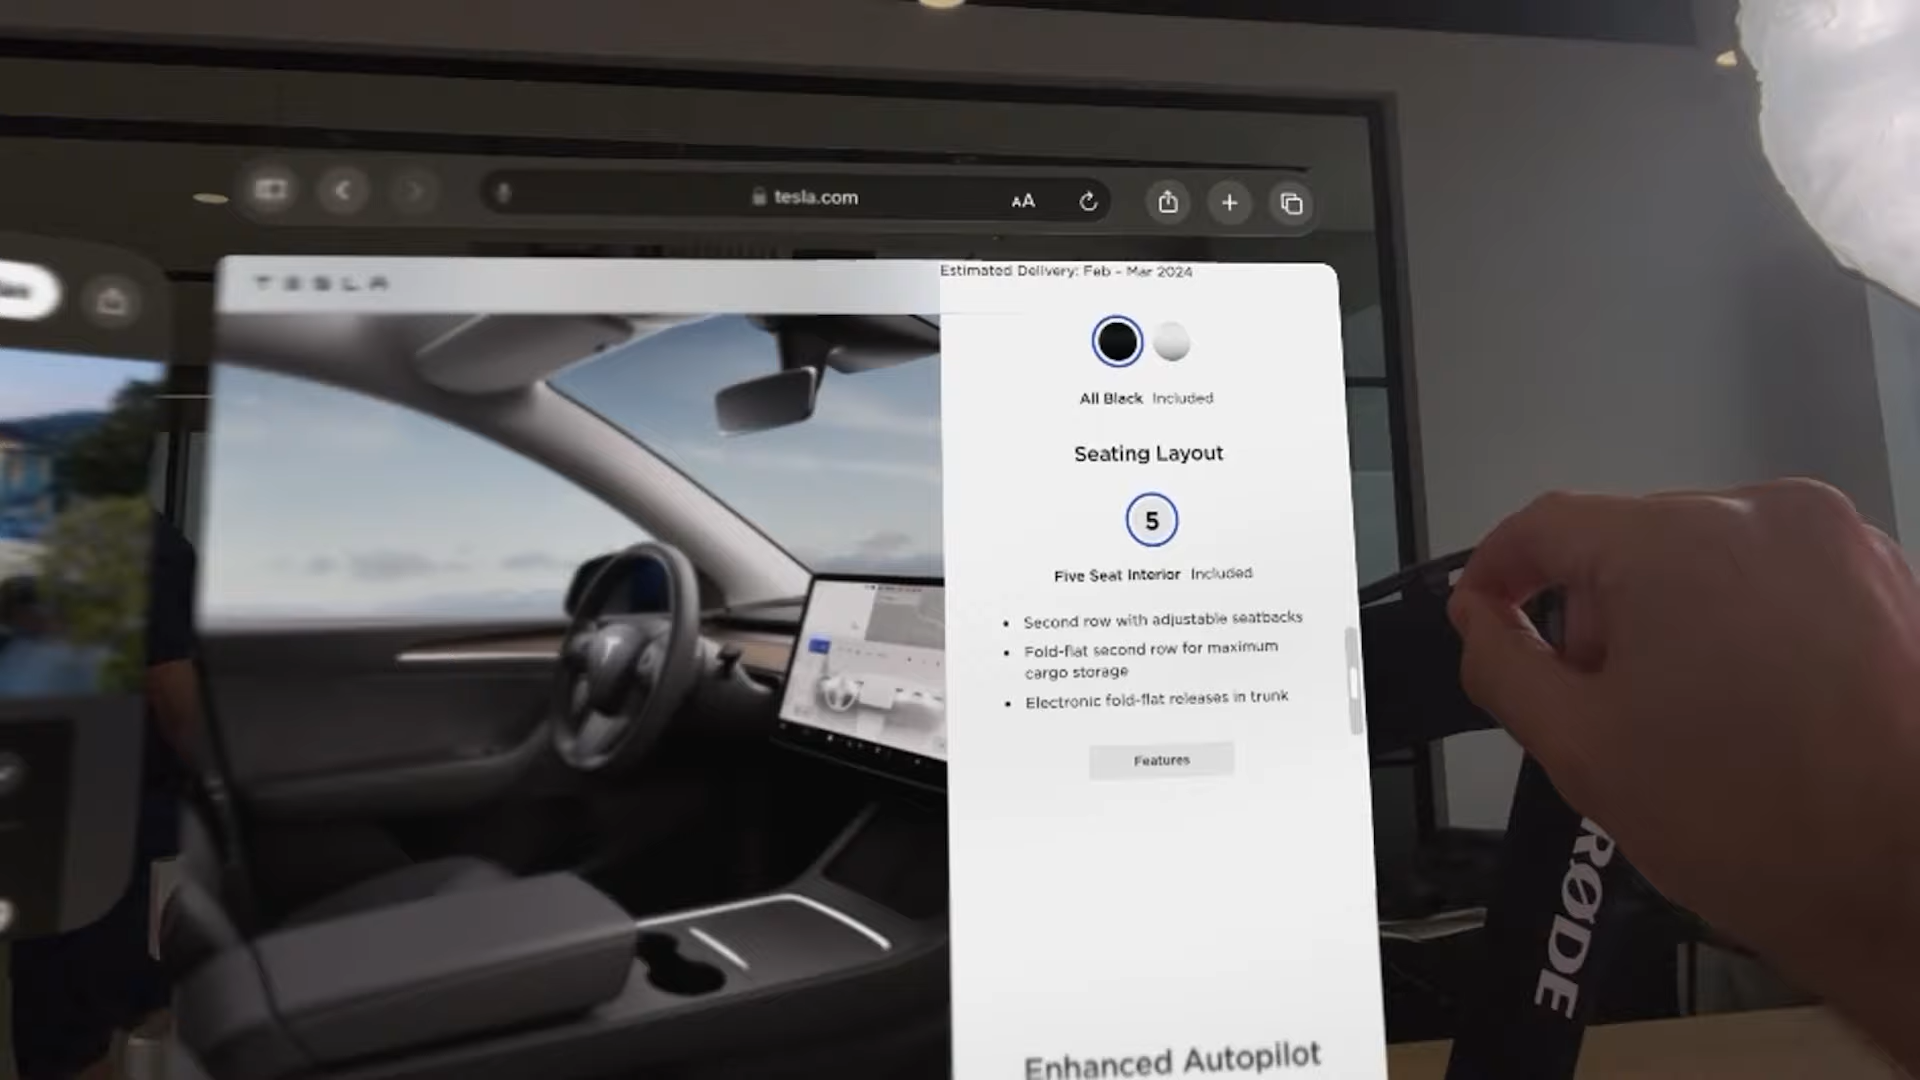 tesla.com
AA
TESLA
Estimated Delivery: Feb - Mar 2024
All Black Included
Seating Layout
5
Five Seat Interior Included
• Second row with adjustable seatbacks
• Fold-flat second row for maximum
cargo storage
• Electronic fold-flat releases in trunk
Features
Enhanced Autopilot
RØDE